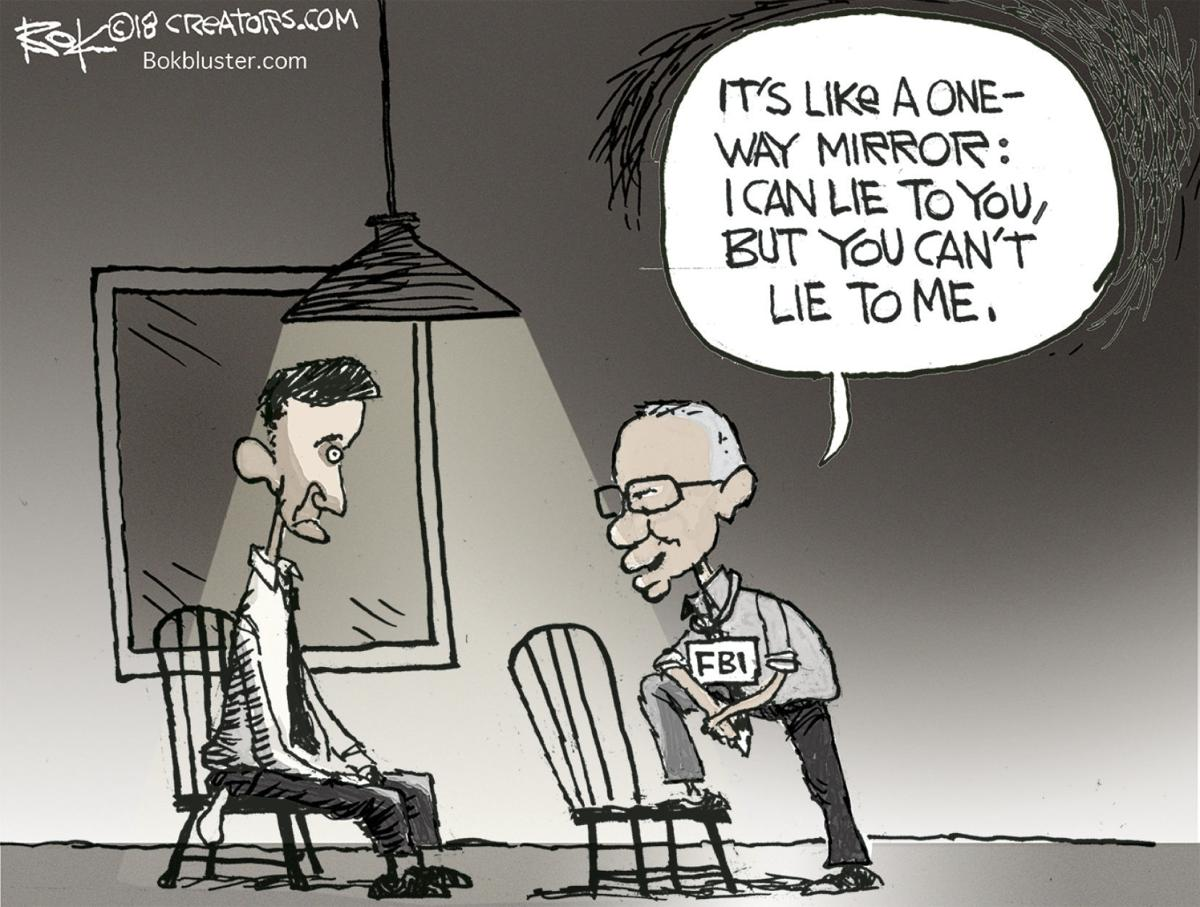 Bok ©18 CREATORS.COM
Bokbluster.com
IT'S LIKe A ONE-
WAY MIRROR:
I CAN LIE TO YOU,
BUT YOU CAN'T
LIE TO ME.
FBI